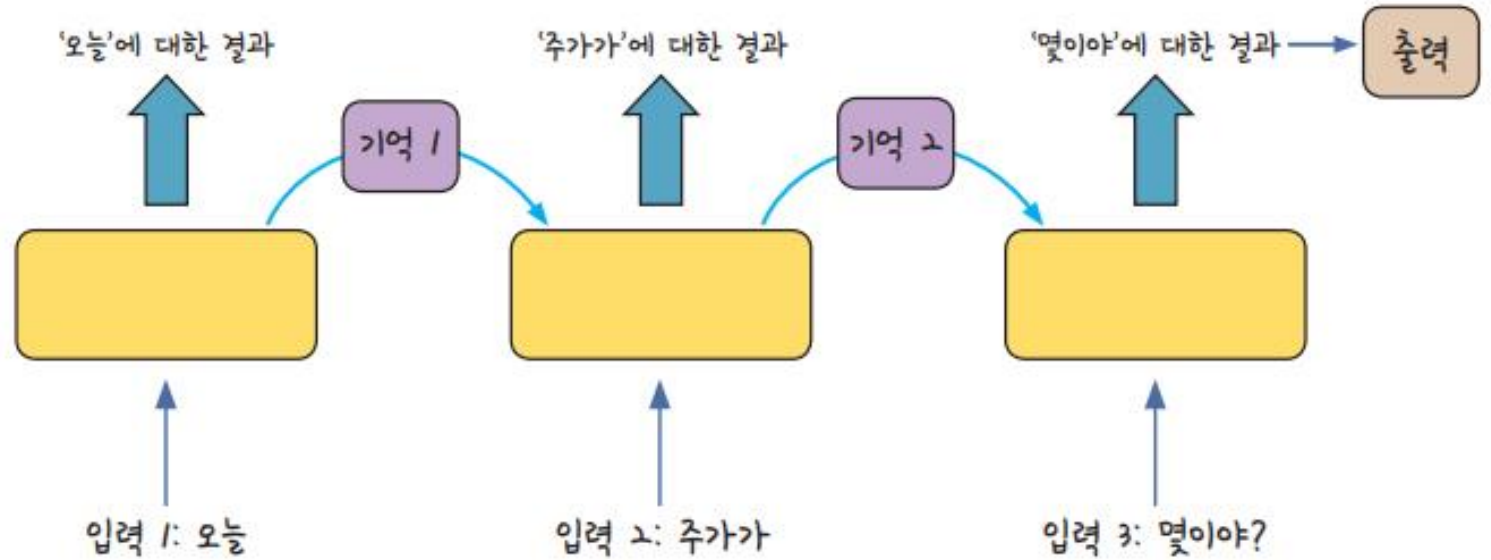 '오늘'에 대한 결과
'주가가'에 대한 결과
'몇이야'에 대한 결과
출력
기억 1
기억 2
입력 1: 오늘
입력 2: 주가가
입력 3: 몇이야?